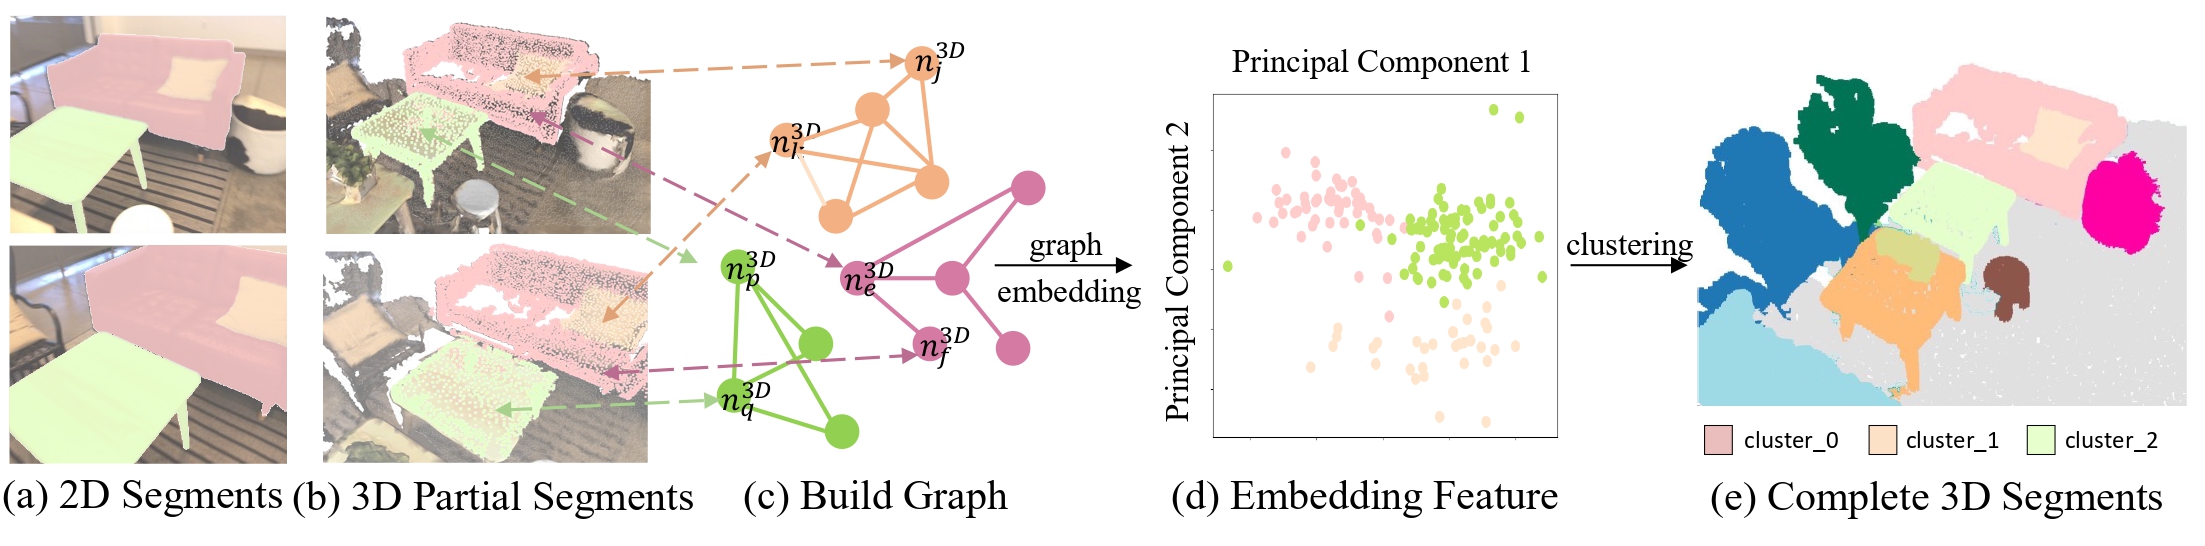 n_j^{3D}
n_i^{3D}
n_p^{3D}
n_e^{3D}
n_f^{3D}
n_q^{3D}
graph
embedding
Principal Component 1
Principal Component 2
clustering
cluster_0
cluster_1
cluster_2
(a) 2D Segments
(b) 3D Partial Segments
(c) Build Graph
(d) Embedding Feature
(e) Complete 3D Segments